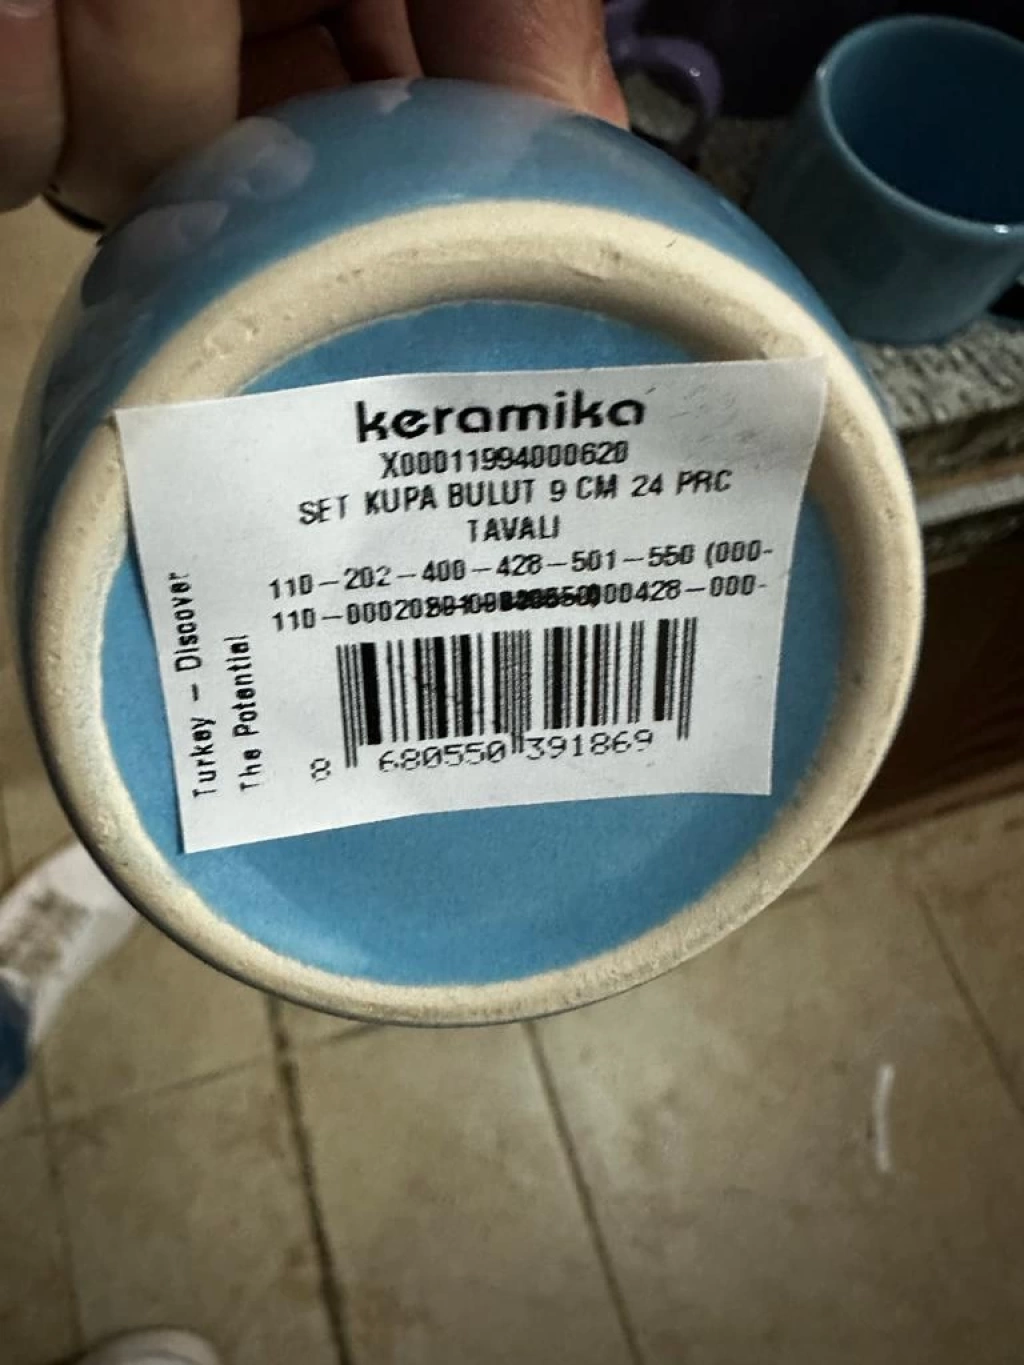 keramika
X00011994000620
SET KUPA BULUT 9 CM 24 PRC
TAVALI
110-202-400-428-501-550 (000-
Turkey - Discover
The Potential
8 680550 391869